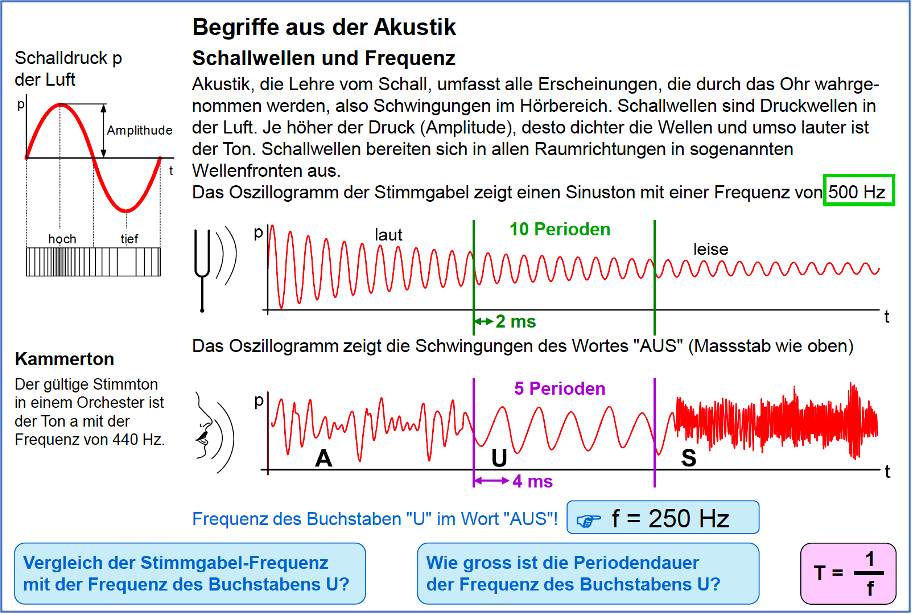 Begriffe aus der Akustik
Schallwellen und Frequenz
Schalldruck p
der Luft
p
Amplithude
t
hoch
tief
Akustik, die Lehre vom Schall, umfasst alle Erscheinungen, die durch das Ohr wahrge-
nommen werden, also Schwingungen im Hörbereich. Schallwellen sind Druckwellen in
der Luft. Je höher der Druck (Amplitude), desto dichter die Wellen und umso lauter ist
der Ton. Schallwellen bereiten sich in allen Raumrichtungen in sogenannten
Wellenfronten aus.
Das Oszillogramm der Stimmgabel zeigt einen Sinuston mit einer Frequenz von 500 Hz
p
laut
10 Perioden
leise
2 ms
t
Das Oszillogramm zeigt die Schwingungen des Wortes "AUS" (Massstab wie oben)
Kammerton
Der gültige Stimmton
in einem Orchester ist
der Ton a mit der
Frequenz von 440 Hz.
p
5 Perioden
A
U
S
t
4 ms
Frequenz des Buchstaben "U" im Wort "AUS"!
f = 250 Hz
Vergleich der Stimmgabel-Frequenz
mit der Frequenz des Buchstabens U?
Wie gross ist die Periodendauer
der Frequenz des Buchstabens U?
T = 1/f